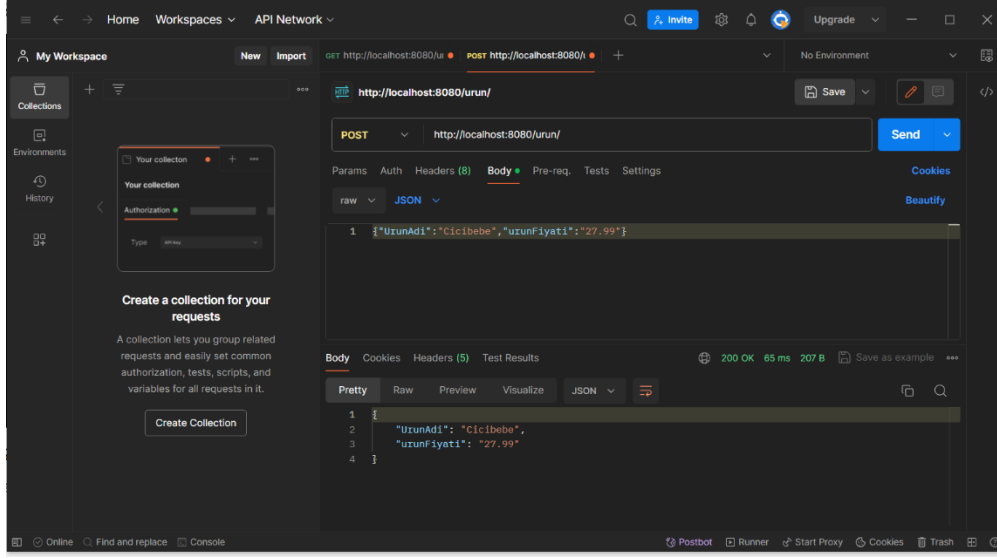 Home Workspaces API Network Invite Upgrade
My Workspace New Import GET http://localhost:8080/ur POST http://localhost:8080/u No Environment
Collections
Environments
History
Your collecton
Your collection
Authorization
Type API Key
Create a collection for your
requests
A collection lets you group related
requests and easily set common
authorization, tests, scripts, and
variables for all requests in it.
Create Collection
HTTP http://localhost:8080/urun/ Save
POST http://localhost:8080/urun/ Send
Params Auth Headers (8) Body Pre-req. Tests Settings Cookies
raw JSON Beautify
1 {"UrunAdi":"Cicibebe","urunFiyati":"27.99"}
Body Cookies Headers (5) Test Results 200 OK 65 ms 207 B Save as example
Pretty Raw Preview Visualize JSON
1 {
2 "UrunAdi": "Cicibebe",
3 "urunFiyati": "27.99"
4 }
Online Find and replace Console Postbot Runner Start Proxy Cookies Trash